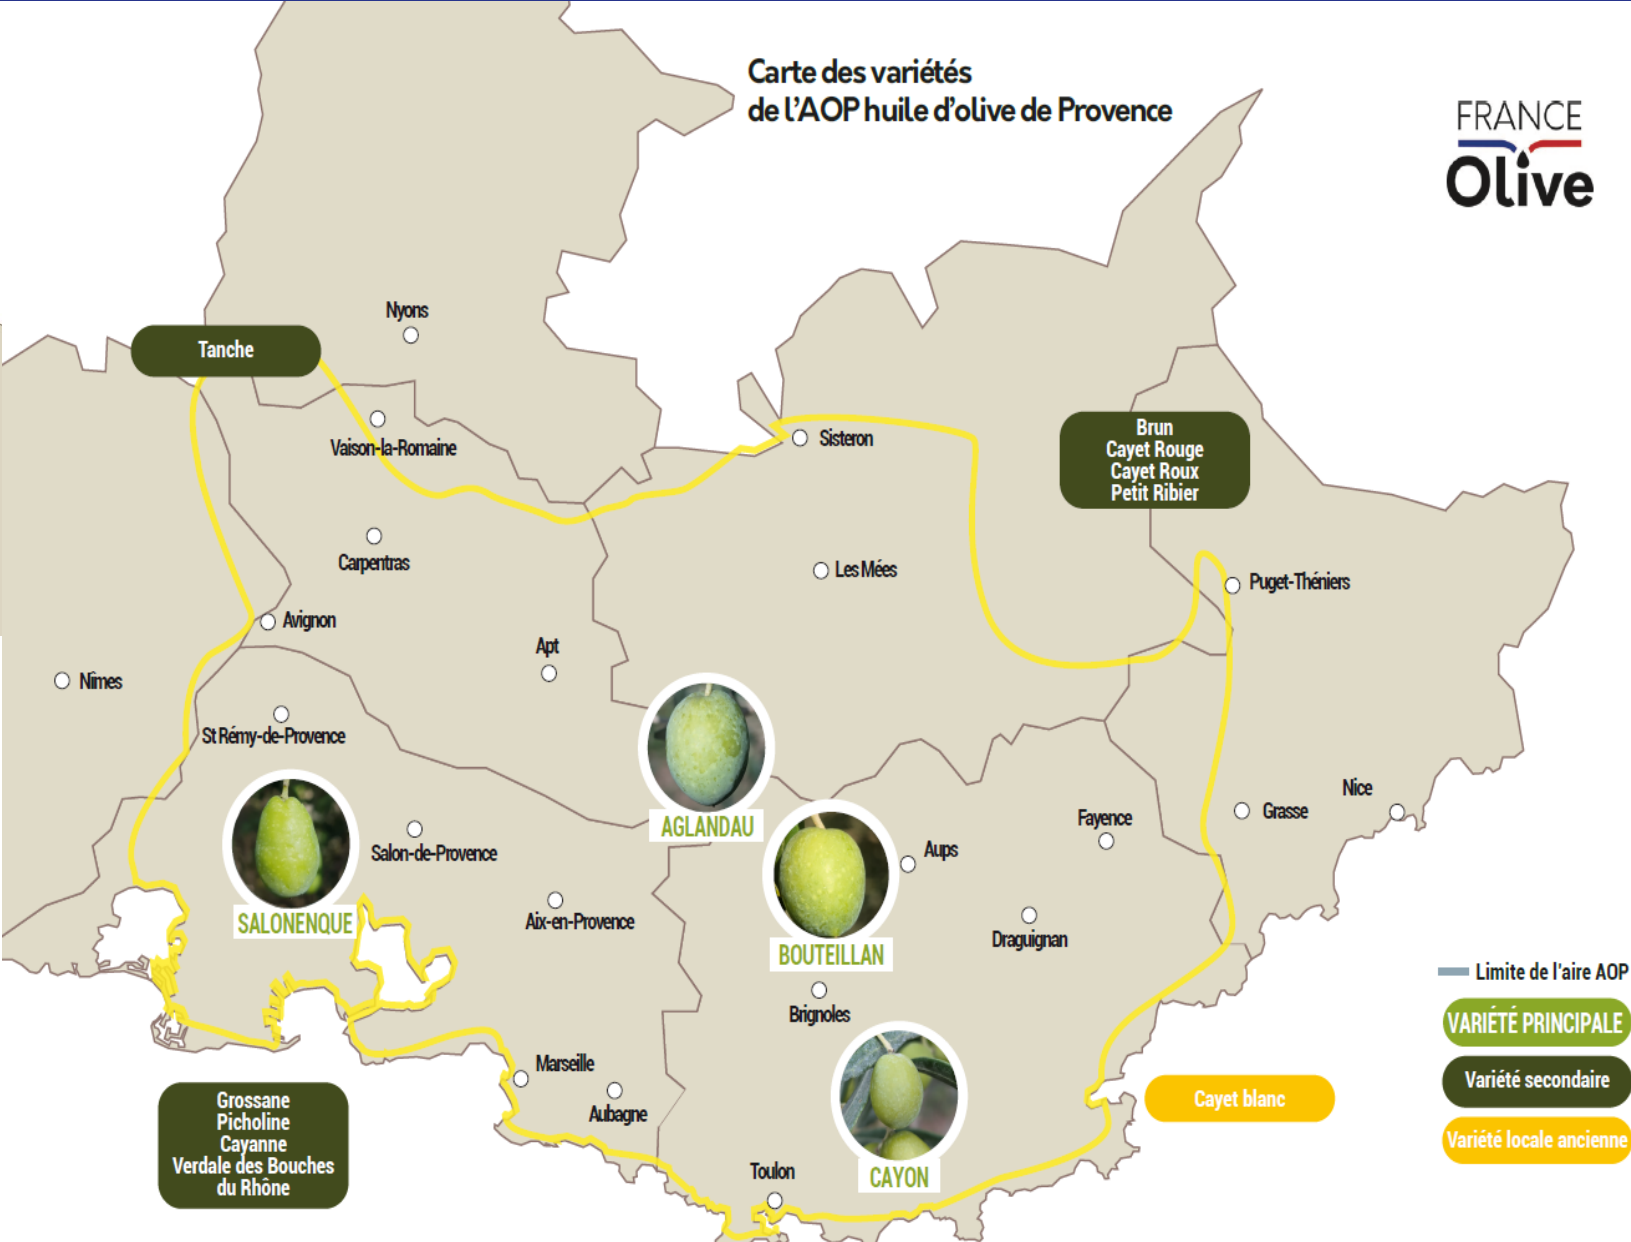 Carte des variétés
de l'AOP huile d'olive de Provence
FRANCE
Olive
Nyons
Tanche
Vaison-la-Romaine
Sisteron
Brun
Cayet Rouge
Cayet Roux
Petit Ribier
Carpentras
Les Mées
Puget-Théniers
Avignon
Apt
Nîmes
St Rémy-de-Provence
Nice
Grasse
Fayence
AGLANDAU
Salon-de-Provence
Aups
SALONENQUE
Aix-en-Provence
Draguignan
BOUTEILLAN
Limite de l'aire AOP
Brignoles
VARIÉTÉ PRINCIPALE
Marseille
Variété secondaire
Grossane
Picholine
Cayanne
Verdale des Bouches
du Rhône
Aubagne
Cayet blanc
Variété locale ancienne
Toulon
CAYON